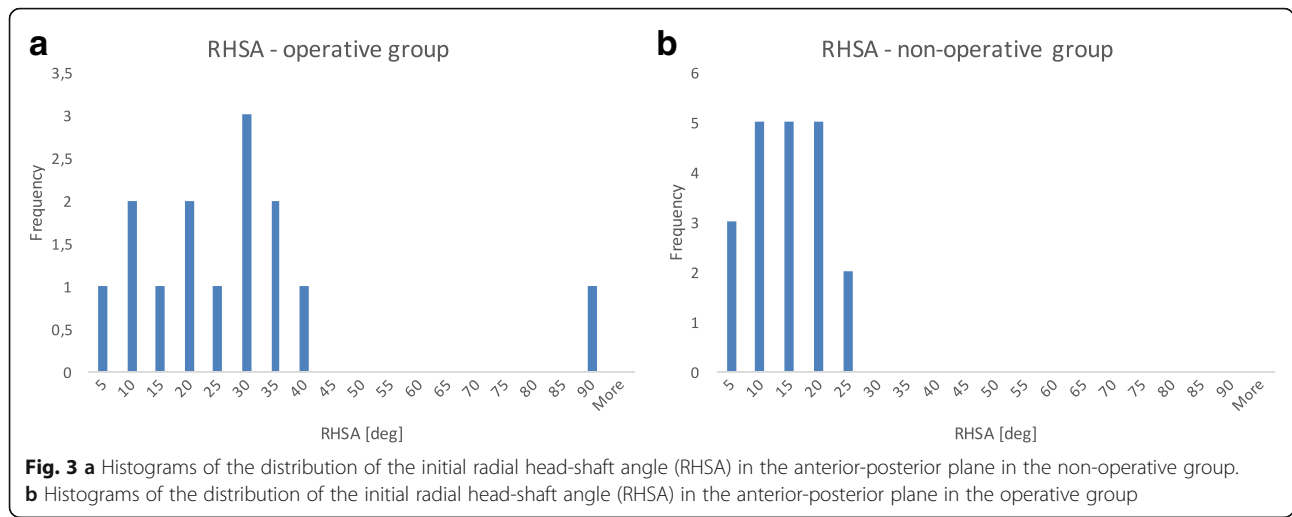 a
RHSA - operative group
3,5
3
2,5
2
1,5
1
0,5
0
Frequency
5 10 15 20 25 30 35 40 45 50 55 60 65 70 75 80 85 90 More
RHSA [deg]
b
RHSA - non-operative group
6
5
4
3
2
1
0
Frequency
5 10 15 20 25 30 35 40 45 50 55 60 65 70 75 80 85 90 More
RHSA [deg]
Fig. 3 a Histograms of the distribution of the initial radial head-shaft angle (RHSA) in the anterior-posterior plane in the non-operative group.
b Histograms of the distribution of the initial radial head-shaft angle (RHSA) in the anterior-posterior plane in the operative group